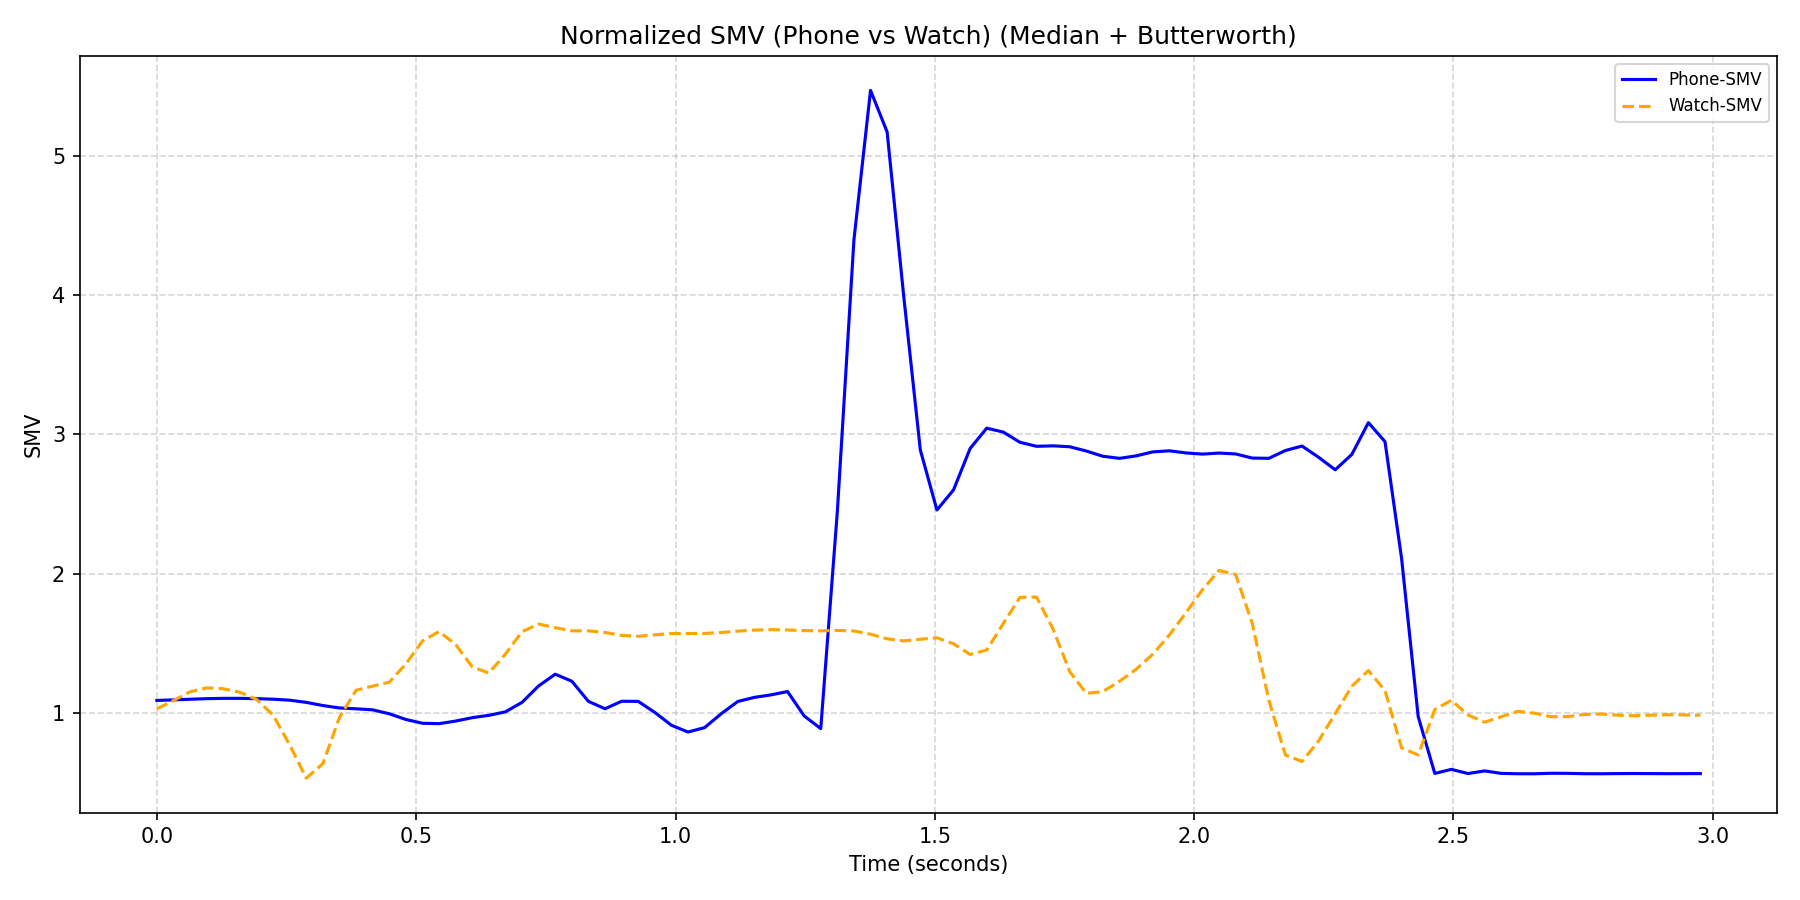 Normalized SMV (Phone vs Watch) (Median + Butterworth)
Phone-SMV
Watch-SMV
5
4
3
2
1
SMV
0.0 0.5 1.0 1.5 2.0 2.5 3.0
Time (seconds)